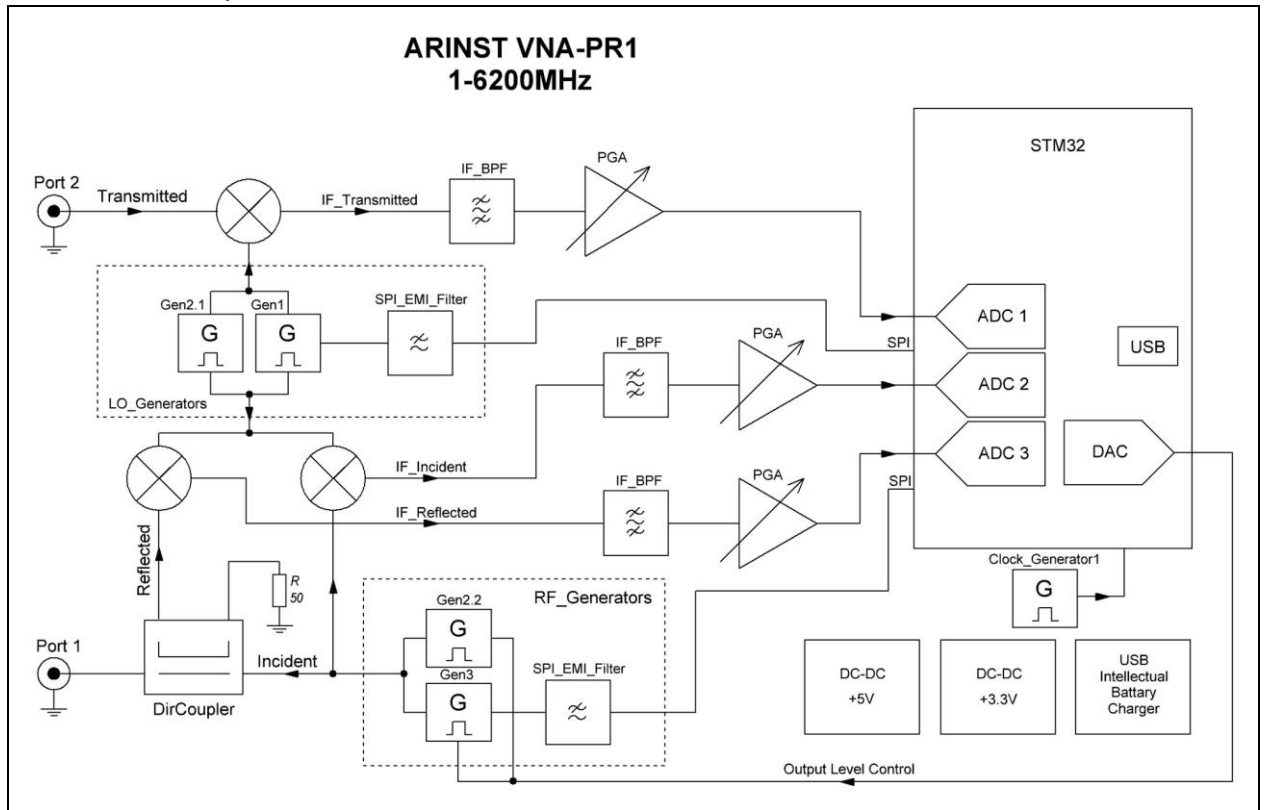 ARINST VNA-PR1
1-6200MHz
STM32
Port 2
Transmitted
IF_Transmitted
IF_BPF
PGA
Gen2.1
Gen1
SPI_EMI_Filter
G
G
LO_Generators
IF_BPF
PGA
SPI
ADC 1
USB
ADC 2
IF_Incident
ADC 3
DAC
IF_BPF
PGA
SPI
IF_Reflected
Reflected
R
50
Clock_Generator1
G
RF_Generators
Gen2.2
G
Port 1
Incident
Gen3
SPI_EMI_Filter
G
DirCoupler
DC-DC
+5V
DC-DC
+3.3V
USB
Intellectual
Battary
Charger
Output Level Control